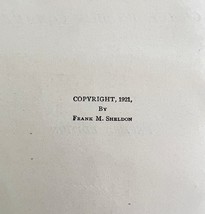 COPYRIGHT, 1921,
BY
FRANK M. SHELDON